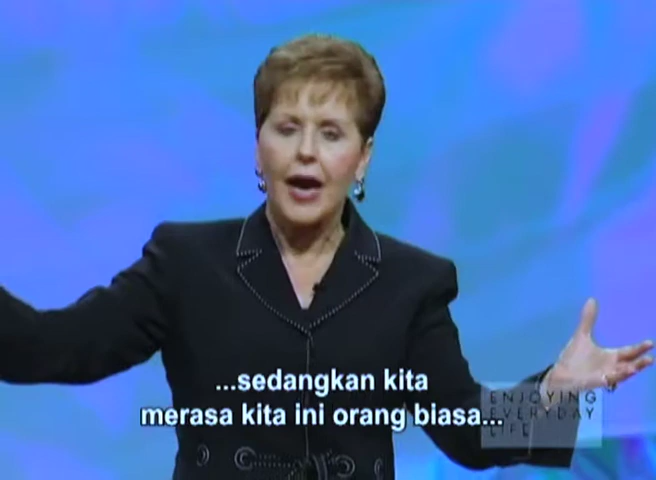 ...sedangkan kita
merasa kita ini orang biasa...
ENJOYING
EVERYDAY
LIFE